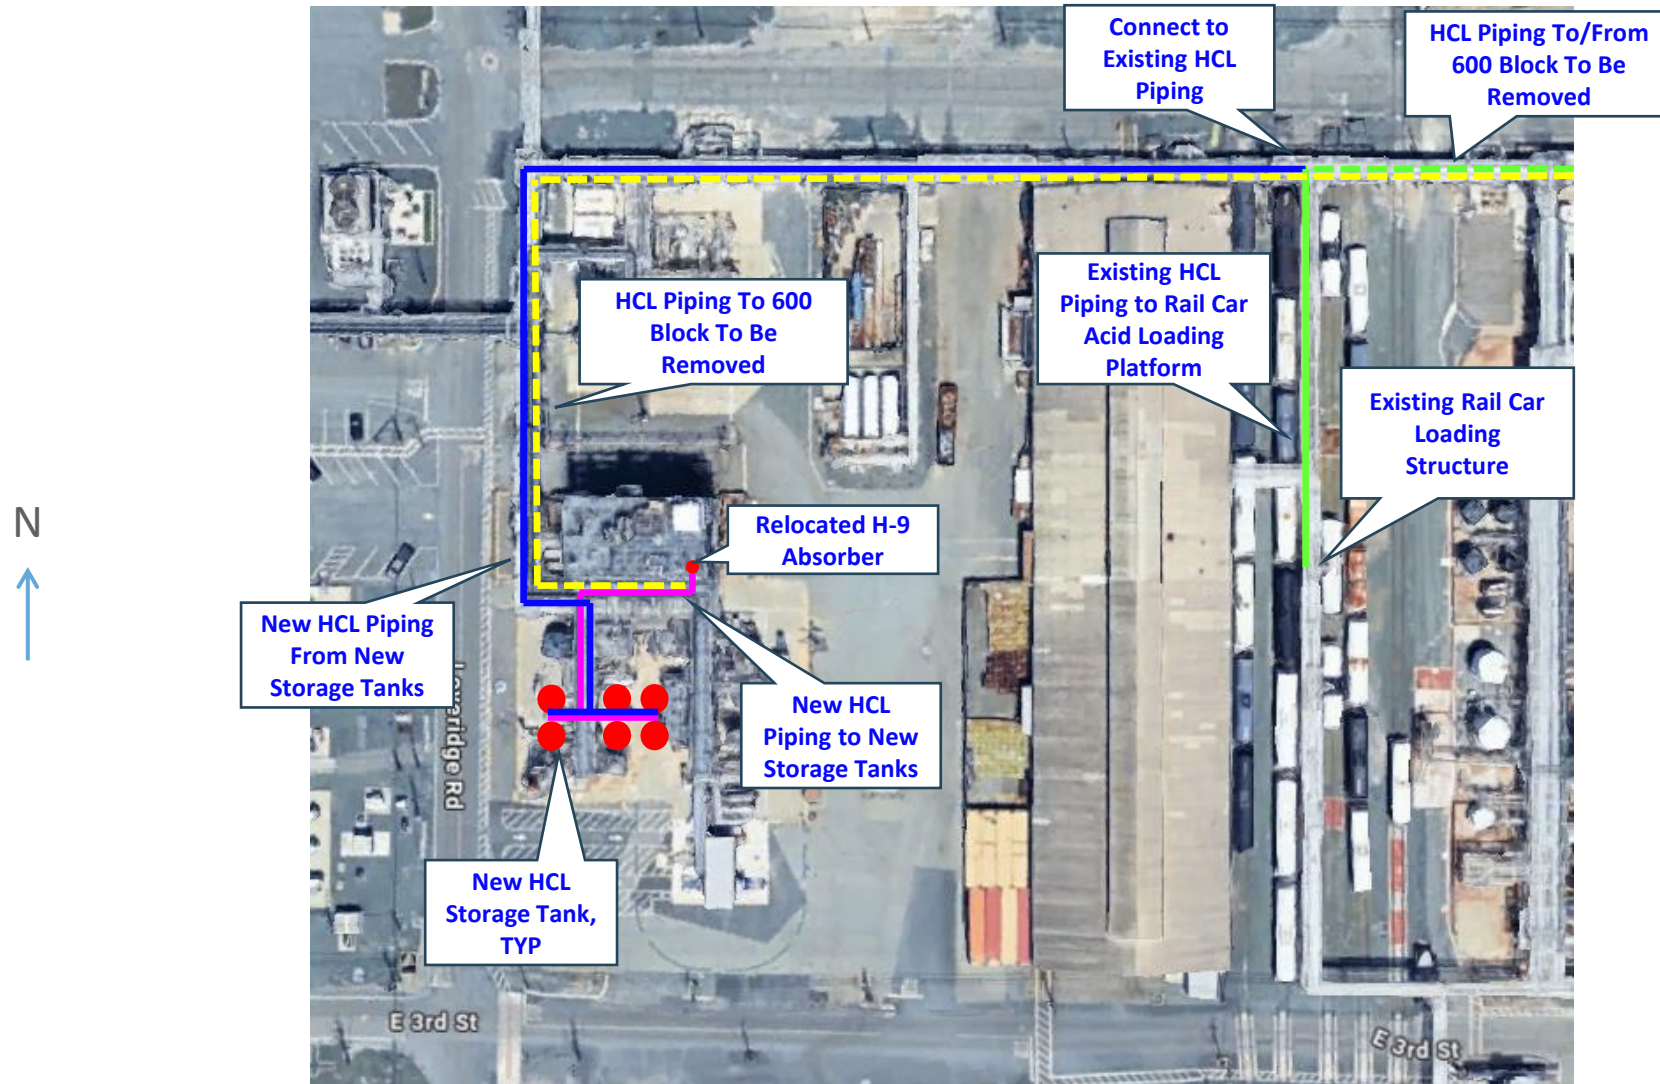 Connect to
Existing HCL
Piping
HCL Piping To/From
600 Block To Be
Removed
HCL Piping To 600
Block To Be
Removed
Existing HCL
Piping to Rail Car
Acid Loading
Platform
Existing Rail Car
Loading
Structure
N
Relocated H-9
Absorber
New HCL Piping
From New
Storage Tanks
New HCL
Piping to New
Storage Tanks
Loveridge Rd
New HCL
Storage Tank,
TYP
E 3rd St
E 3rd St